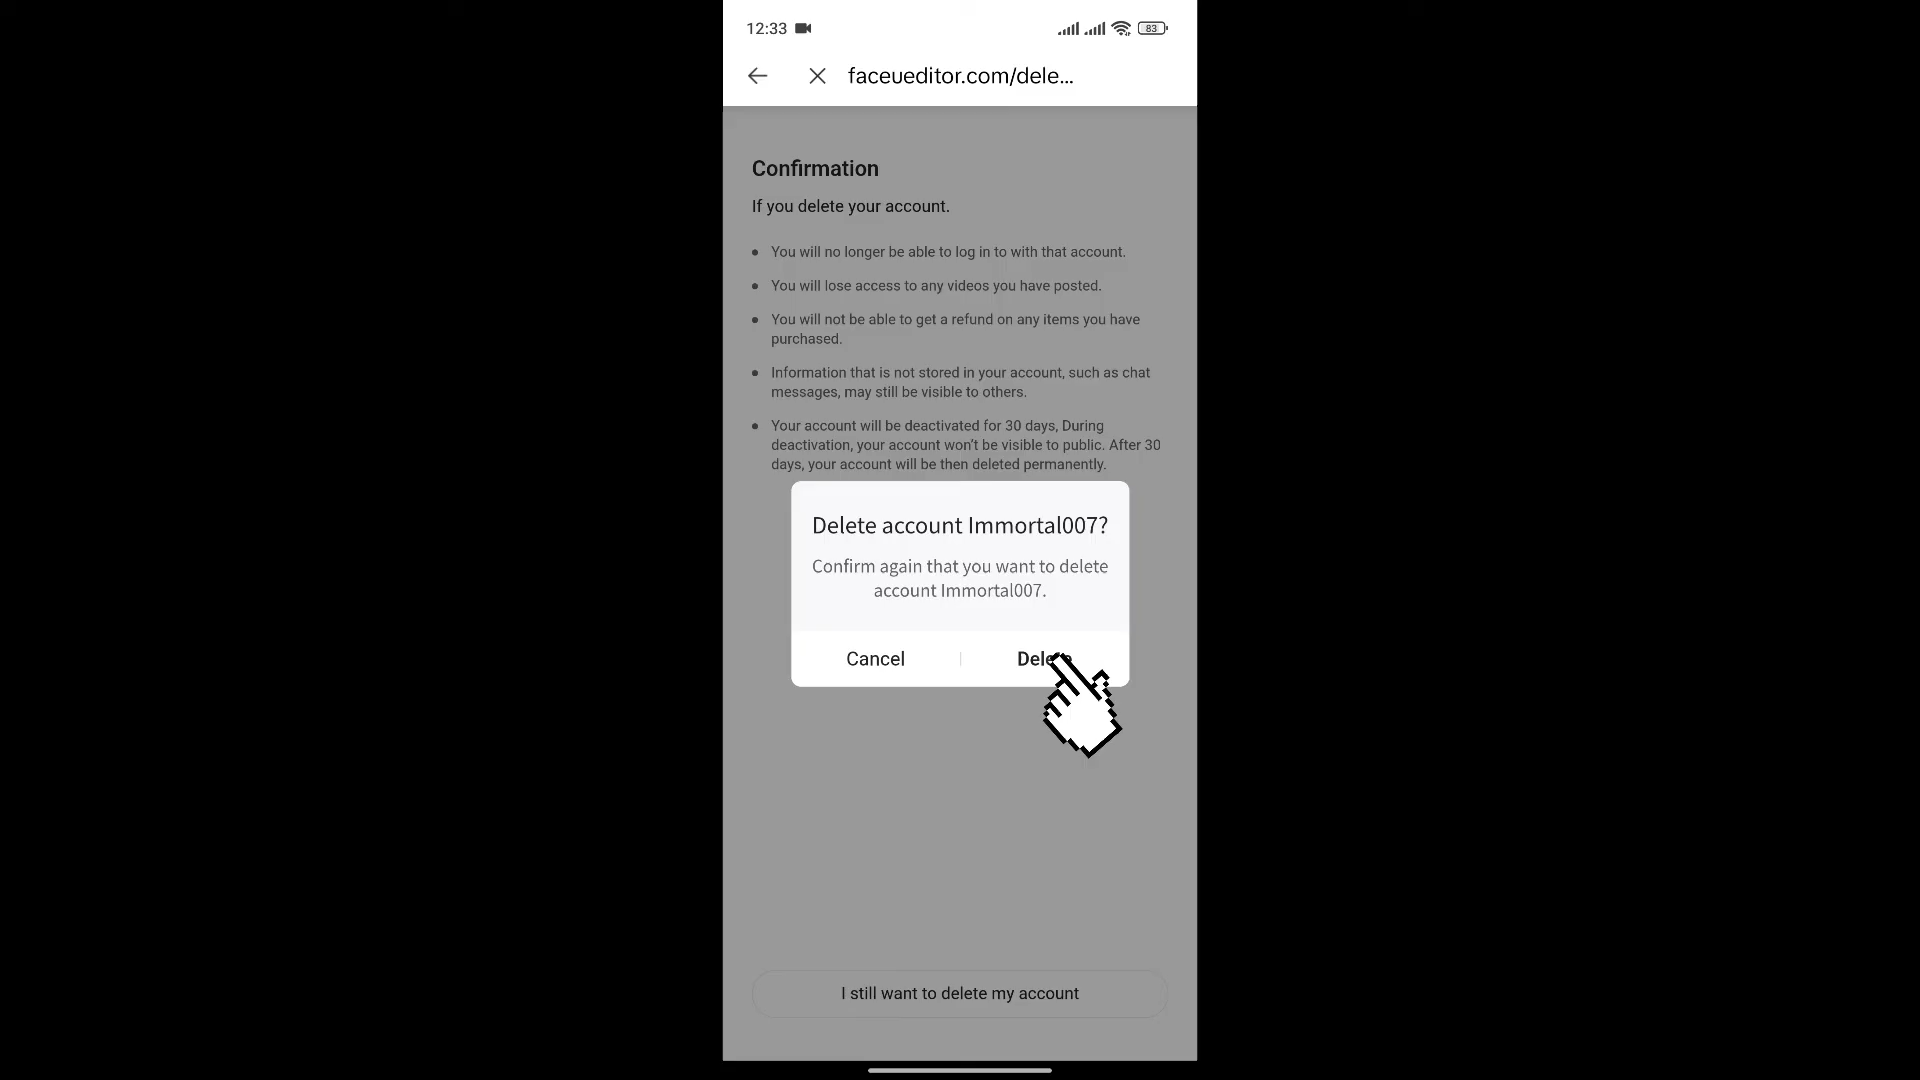 12:33
83
faceueditor.com/dele...
Confirmation
If you delete your account.
• You will no longer be able to log in to with that account.
• You will lose access to any videos you have posted.
• You will not be able to get a refund on any items you have
purchased.
• Information that is not stored in your account, such as chat
messages, may still be visible to others.
• Your account will be deactivated for 30 days, During
deactivation, your account won't be visible to public. After 30
days, your account will be then deleted permanently.
Delete account Immortal007?
Confirm again that you want to delete
account Immortal007.
Cancel
Delete
I still want to delete my account